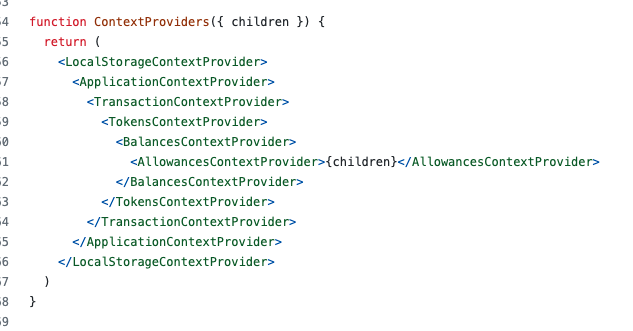 53
54 function ContextProviders({ children }) {
55   return (
56     <LocalStorageContextProvider>
57       <ApplicationContextProvider>
58         <TransactionContextProvider>
59           <TokensContextProvider>
60             <BalancesContextProvider>
61               <AllowancesContextProvider>{children}</AllowancesContextProvider>
62             </BalancesContextProvider>
63           </TokensContextProvider>
64         </TransactionContextProvider>
65       </ApplicationContextProvider>
66     </LocalStorageContextProvider>
67   )
68 }
69